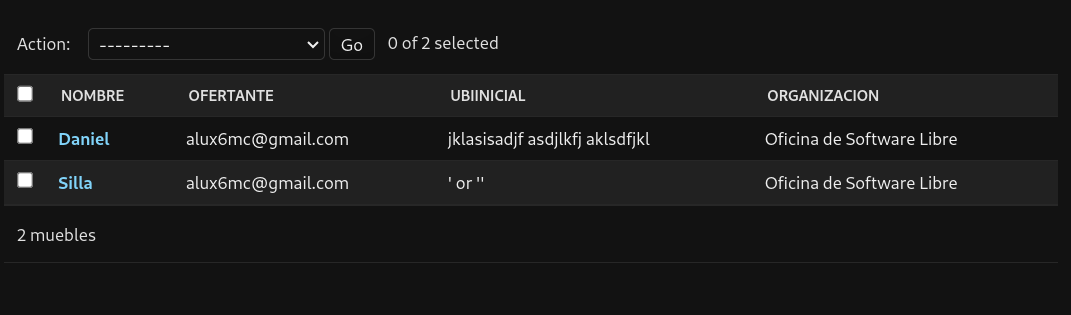 Action: --------- Go 0 of 2 selected
NOMBRE OFERTANTE UBIINICIAL ORGANIZACION
Daniel alux6mc@gmail.com jklasisadjf asdjlkfj aklsdfjkl Oficina de Software Libre
Silla alux6mc@gmail.com ' or '' Oficina de Software Libre
2 muebles